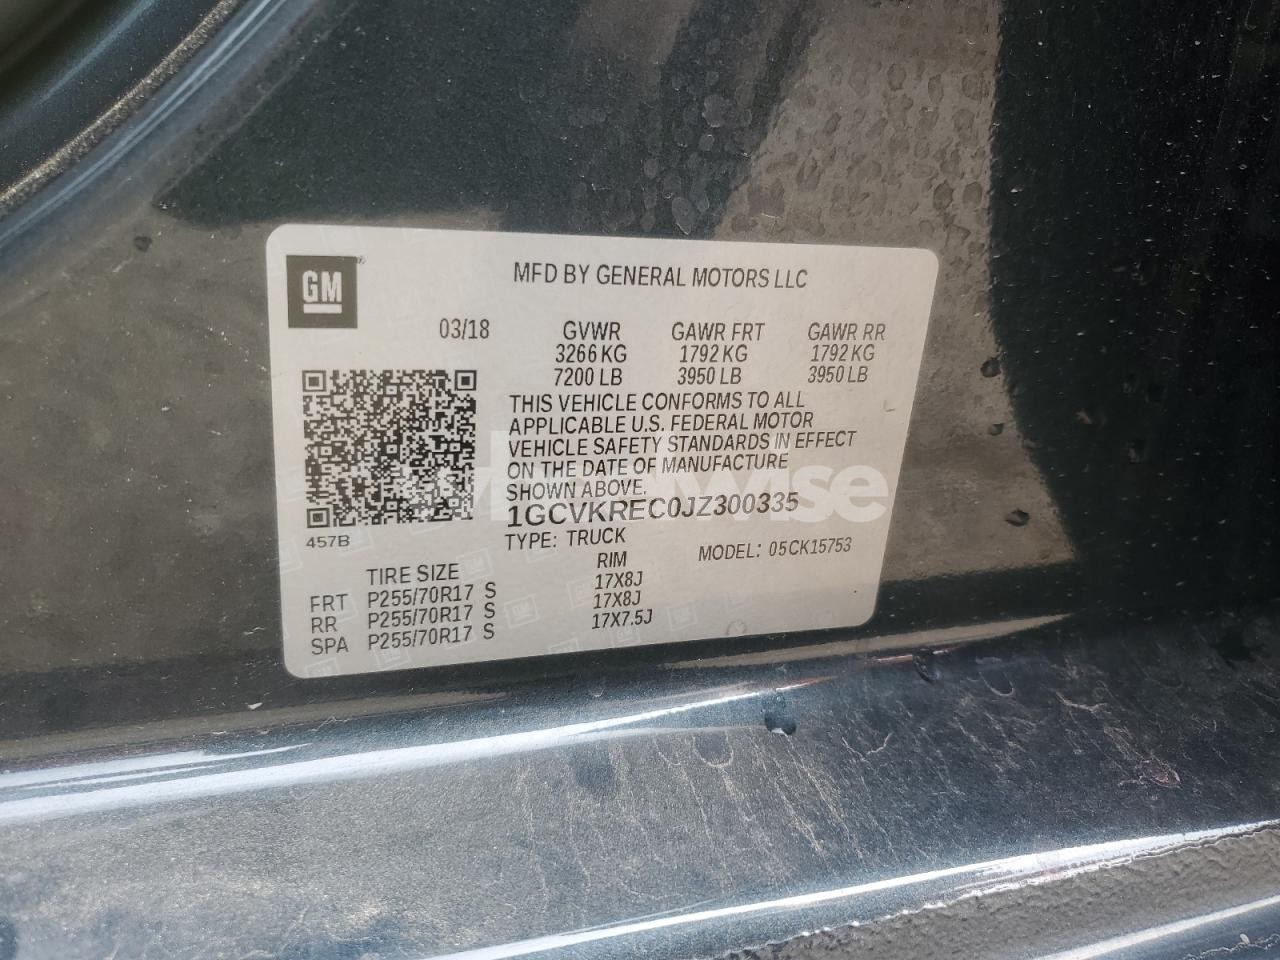 GM
MFD BY GENERAL MOTORS LLC
03/18 GVWR GAWR FRT GAWR RR
3266 KG 1792 KG 1792 KG
7200 LB 3950 LB 3950 LB
THIS VEHICLE CONFORMS TO ALL
APPLICABLE U.S. FEDERAL MOTOR
VEHICLE SAFETY STANDARDS IN EFFECT
ON THE DATE OF MANUFACTURE
SHOWN ABOVE.
1GCVKREC0JZ300335
457B TYPE: TRUCK MODEL: 05CK15753
TIRE SIZE RIM
FRT P255/70R17 S 17X8J
RR P255/70R17 S 17X8J
SPA P255/70R17 S 17X7.5J